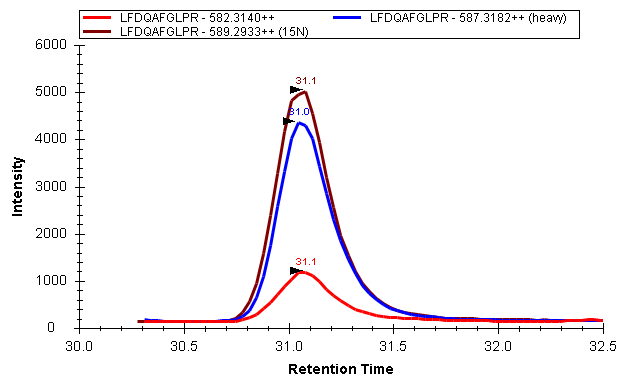 LFDQAFGLPR - 582.3140++ LFDQAFGLPR - 587.3182++ (heavy)
LFDQAFGLPR - 589.2933++ (15N)
6000
31.1
5000
31.0
4000
Intensity
3000
2000
31.1
1000
0
30.0 30.5 31.0 31.5 32.0 32.5
Retention Time